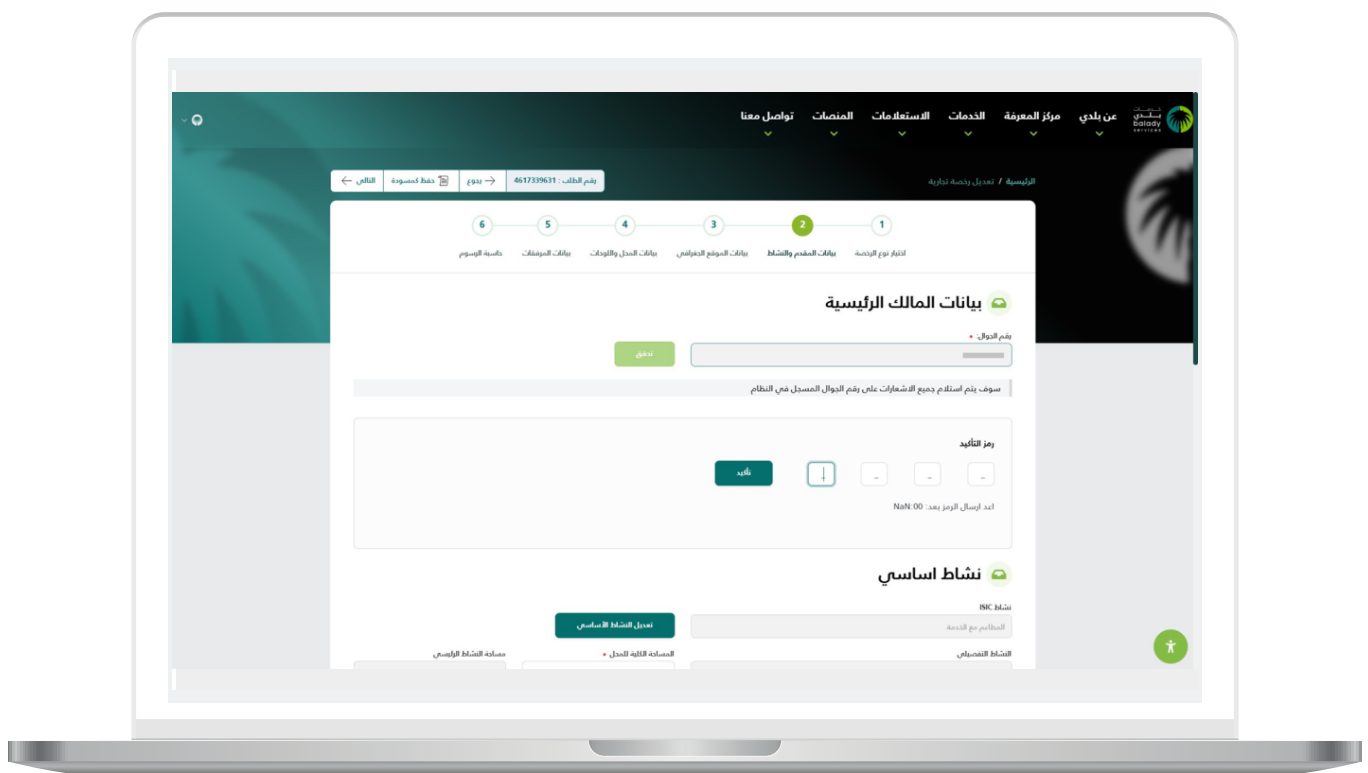 خدمات
بلدي
balady
services
عن بلدي
مركز المعرفة
الخدمات
الاستعلامات
المنصات
تواصل معنا
الرئيسية / تعديل رخصة تجارية
رقم الطلب : 4617339631
رجوع
حفظ كمسودة
التالي
1
2
3
4
5
6
اختيار نوع الرخصة
بيانات المقدم والنشاط
بيانات الموقع الجغرافي
بيانات المحل واللوحات
بيانات المرفقات
حاسبة الرسوم
بيانات المالك الرئيسية
رقم الجوال: •
تحقق
سوف يتم استلام جميع الاشعارات على رقم الجوال المسجل في النظام
رمز التأكيد
_ _ _ _
تأكيد
اعد ارسال الرمز بعد: NaN:00
نشاط اساسي
نشاط ISIC
المطاعم مع الخدمة
تعديل النشاط الأساسي
النشاط التفصيلي
المساحة الكلية للمحل •
مساحة النشاط الرئيسي